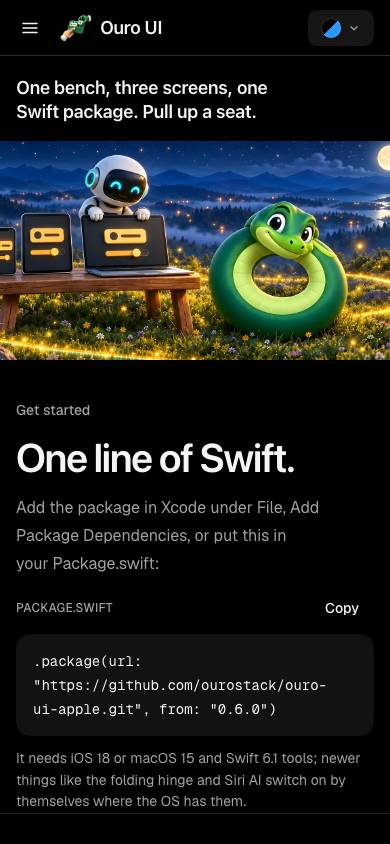 Ouro UI
One bench, three screens, one
Swift package. Pull up a seat.
Get started
One line of Swift.
Add the package in Xcode under File, Add
Package Dependencies, or put this in
your Package.swift:
PACKAGE.SWIFT
Copy
.package(url:
"https://github.com/ourostack/ouro-
ui-apple.git", from: "0.6.0")
It needs iOS 18 or macOS 15 and Swift 6.1 tools; newer
things like the folding hinge and Siri AI switch on by
themselves where the OS has them.